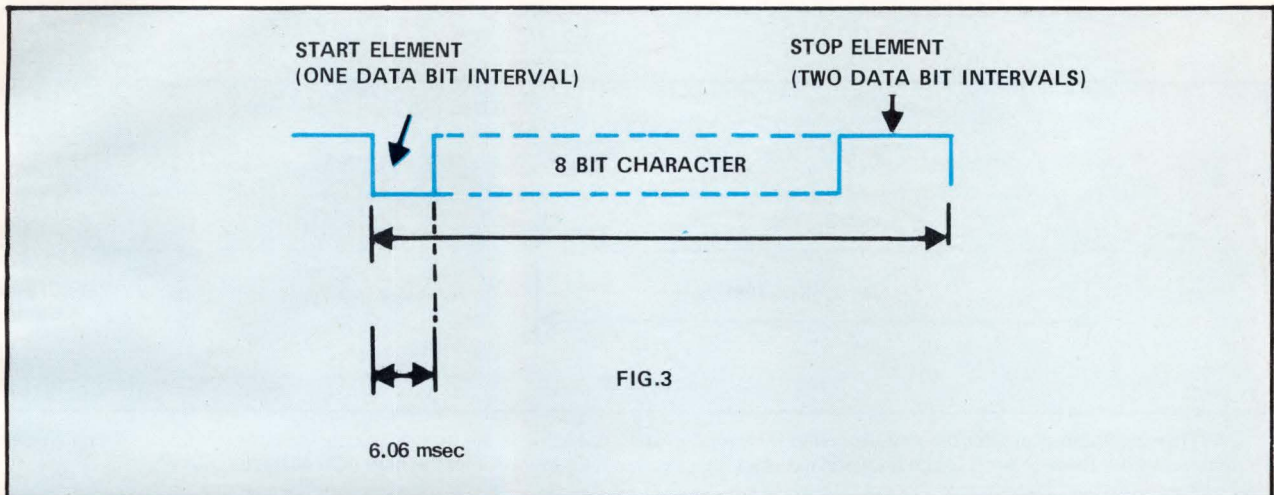 START ELEMENT
(ONE DATA BIT INTERVAL)
STOP ELEMENT
(TWO DATA BIT INTERVALS)
8 BIT CHARACTER
FIG.3
6.06 msec